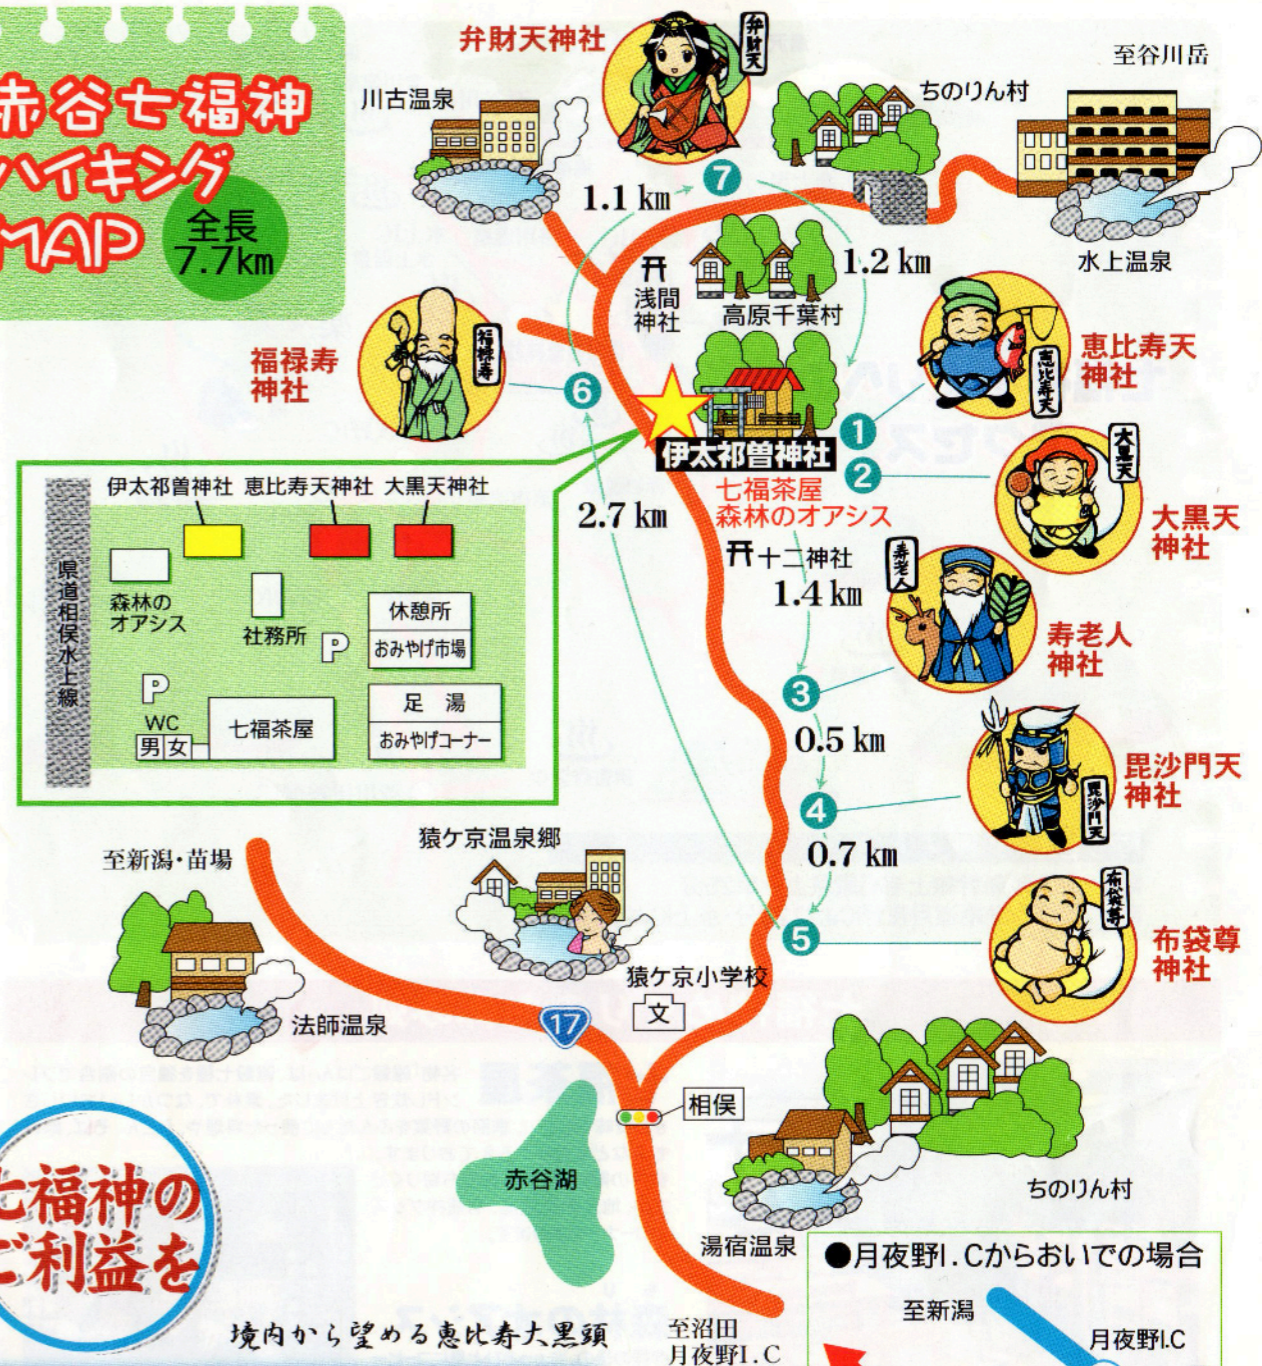 赤谷七福神
ハイキング
MAP
全長
7.7km
弁財天神社
弁財天
川古温泉
ちのりん村
至谷川岳
水上温泉
7
1.1 km
1.2 km
浅間
神社
高原千葉村
福禄寿
神社
福禄寿
6
恵比寿天
神社
恵比寿天
1
伊太祁曽神社
七福茶屋
森林のオアシス
2
大黒天
大黒天
神社
2.7 km
十二神社
1.4 km
寿老人
寿老人
神社
3
0.5 km
毘沙門天
神社
毘沙門天
4
0.7 km
5
布袋尊
布袋尊
神社
伊太祁曽神社
恵比寿天神社
大黒天神社
県道相俣水上線
森林の
オアシス
社務所
P
休憩所
おみやげ市場
P
WC
男
女
七福茶屋
足 湯
おみやげコーナー
至新潟・苗場
猿ケ京温泉郷
法師温泉
17
猿ケ京小学校
文
相俣
赤谷湖
ちのりん村
湯宿温泉
七福神の
ご利益を
境内から望める恵比寿大黒頭
至沼田
月夜野I.C
●月夜野I.Cからおいでの場合
至新潟
月夜野I.C